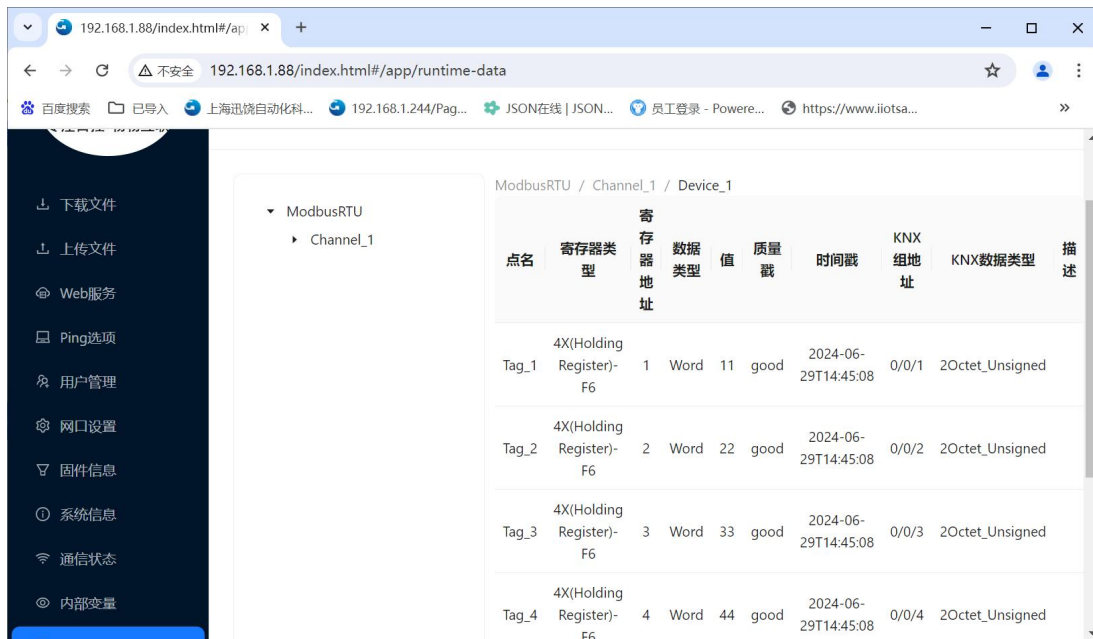 192.168.1.88/index.html#/ap
不安全 192.168.1.88/index.html#/app/runtime-data
百度搜索 已导入 上海迅饶自动化科... 192.168.1.244/Pag... JSON在线 | JSON... 员工登录 - Powere... https://www.iiotsa...
下载文件
上传文件
Web服务
Ping选项
用户管理
网口设置
固件信息
系统信息
通信状态
内部变量
ModbusRTU
Channel_1
ModbusRTU / Channel_1 / Device_1
点名 寄存器类型 寄存器地址 数据类型 值 质量戳 时间戳 KNX组地址 KNX数据类型 描述
Tag_1 4X(Holding Register)-F6 1 Word 11 good 2024-06-29T14:45:08 0/0/1 2Octet_Unsigned
Tag_2 4X(Holding Register)-F6 2 Word 22 good 2024-06-29T14:45:08 0/0/2 2Octet_Unsigned
Tag_3 4X(Holding Register)-F6 3 Word 33 good 2024-06-29T14:45:08 0/0/3 2Octet_Unsigned
Tag_4 4X(Holding Register)-F6 4 Word 44 good 2024-06-29T14:45:08 0/0/4 2Octet_Unsigned